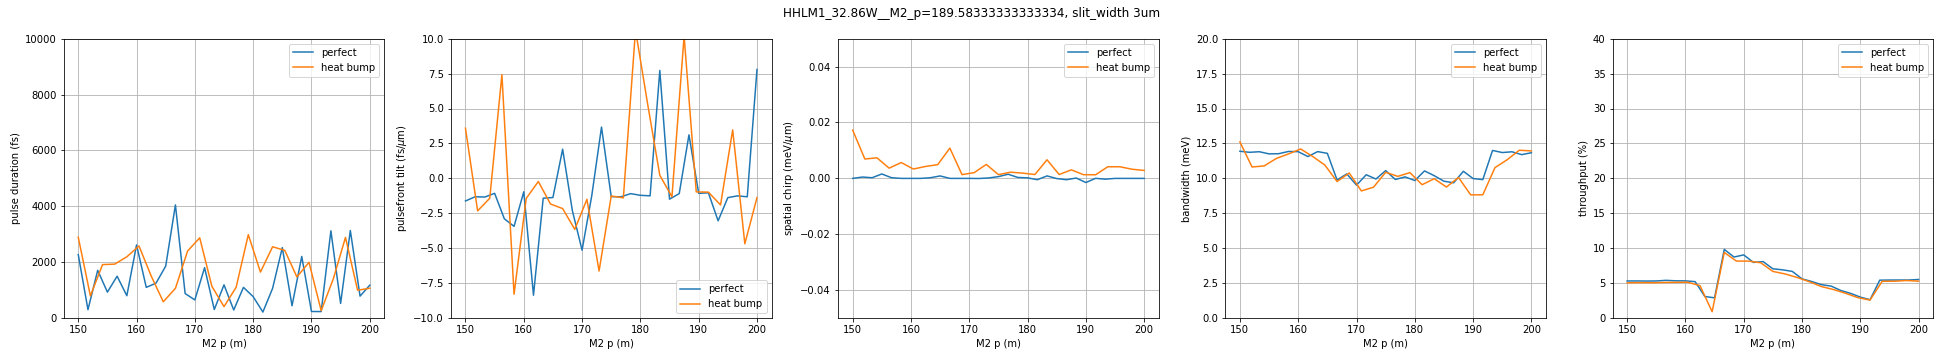 HHLM1_32.86W__M2_p=189.58333333333334, slit_width 3um
pulse duration (fs)
10000
8000
6000
4000
2000
0
150 160 170 180 190 200
M2 p (m)
perfect
heat bump
pulsefront tilt (fs/μm)
10.0
7.5
5.0
2.5
0.0
−2.5
−5.0
−7.5
−10.0
150 160 170 180 190 200
M2 p (m)
perfect
heat bump
spatial chirp (meV/μm)
0.04
0.02
0.00
−0.02
−0.04
150 160 170 180 190 200
M2 p (m)
perfect
heat bump
bandwidth (meV)
20.0
17.5
15.0
12.5
10.0
7.5
5.0
2.5
0.0
150 160 170 180 190 200
M2 p (m)
perfect
heat bump
throughput (%)
40
35
30
25
20
15
10
5
0
150 160 170 180 190 200
M2 p (m)
perfect
heat bump